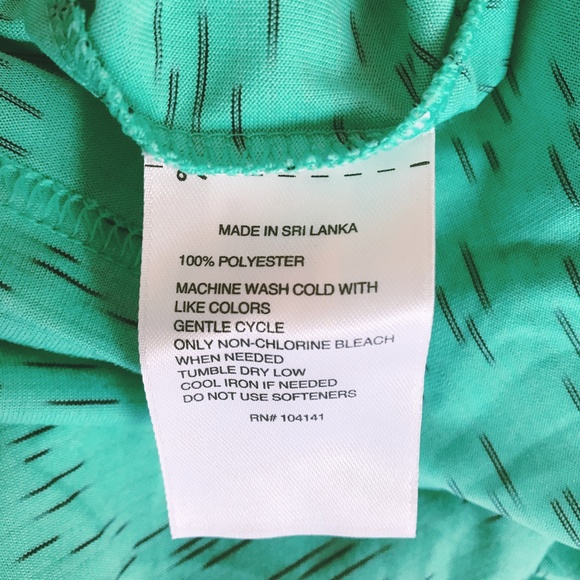 MADE IN SRI LANKA
100% POLYESTER
MACHINE WASH COLD WITH
LIKE COLORS
GENTLE CYCLE
ONLY NON-CHLORINE BLEACH
WHEN NEEDED
TUMBLE DRY LOW
COOL IRON IF NEEDED
DO NOT USE SOFTENERS
RN# 104141